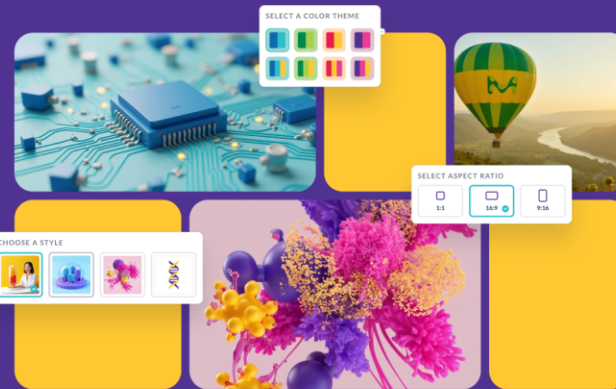 SELECT A COLOR THEME
SELECT ASPECT RATIO
1:1
16:9
9:16
CHOOSE A STYLE